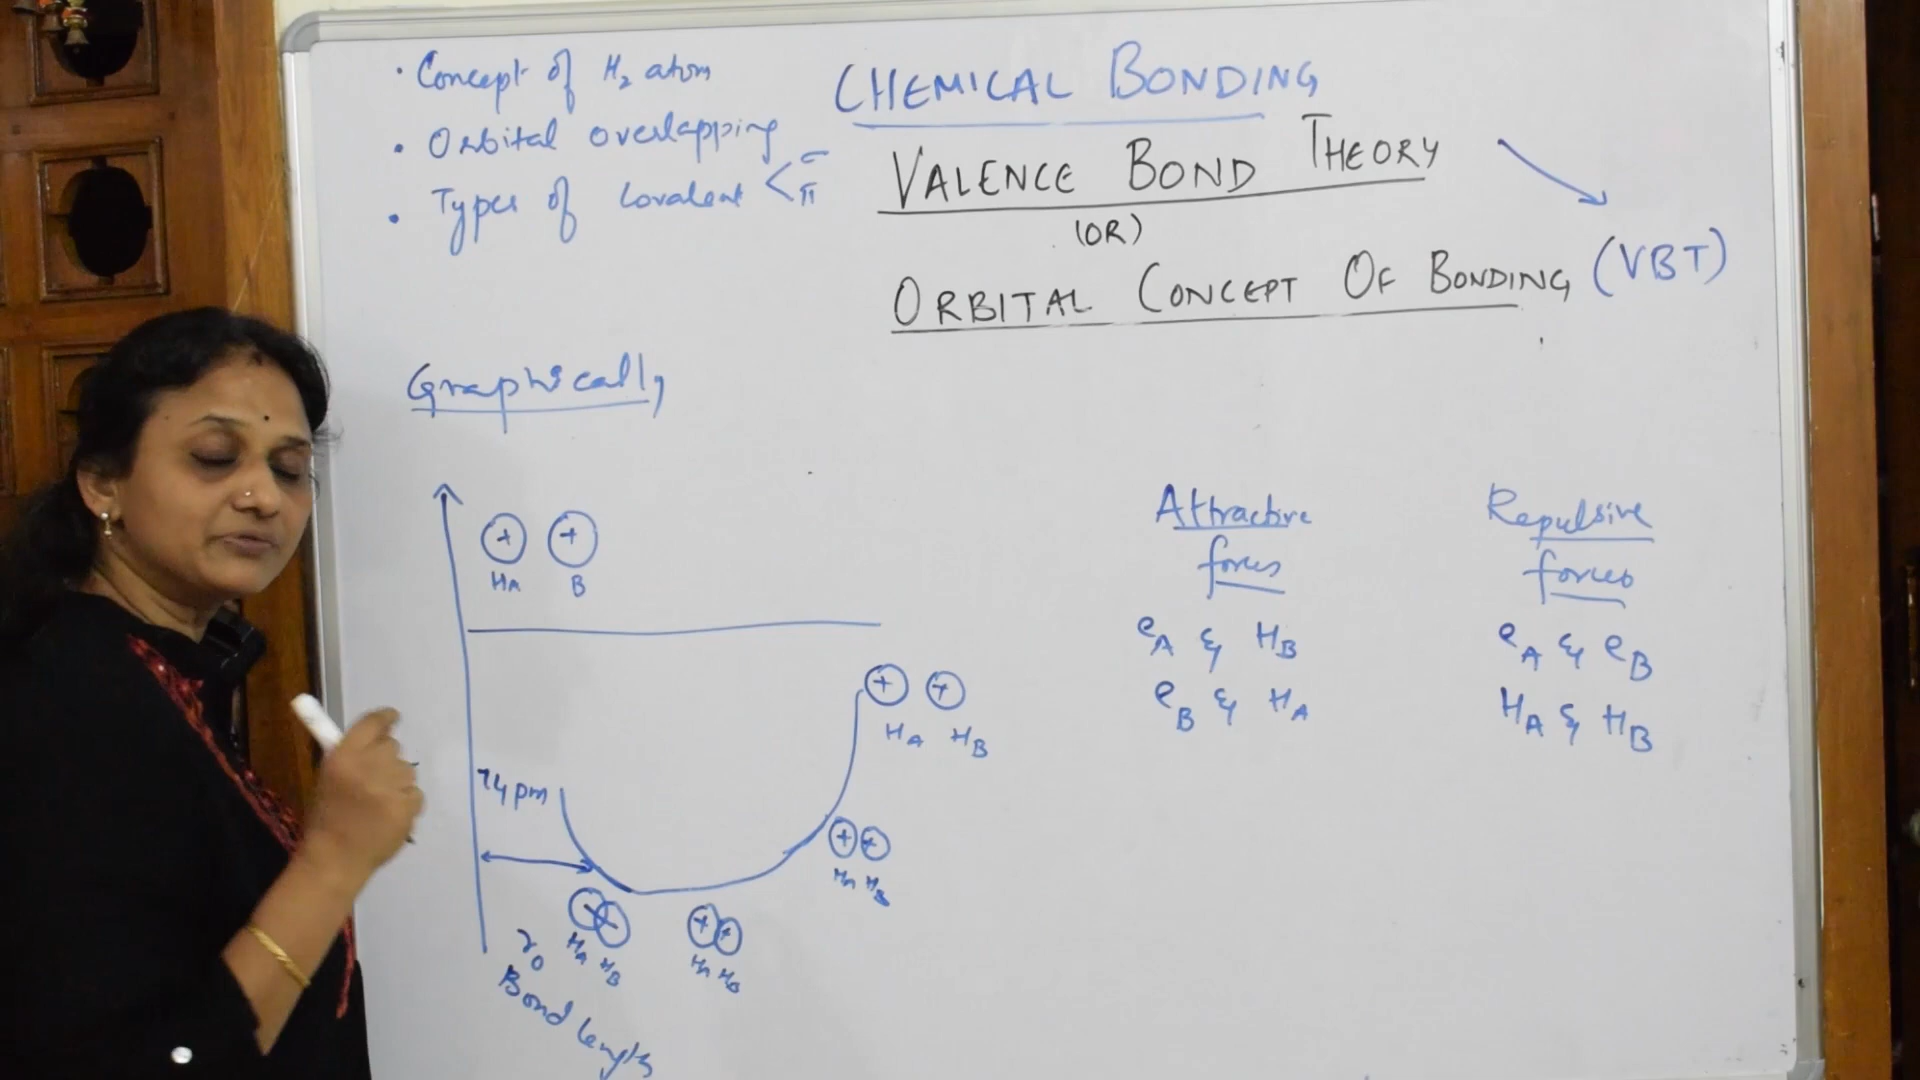 • Concept of H₂ atom
• Orbital overlapping
• Types of Covalent < σ π
CHEMICAL BONDING
VALENCE BOND THEORY
(OR)
ORBITAL CONCEPT OF BONDING (VBT)
Graphically
+ +
HA B
+ +
HA HB
74pm
+ +
HA HB
+ +
HA HB
HA HB
r₀
Bond length
Attractive
forces
eA & HB
eB & HA
Repulsive
forces
eA & eB
HA & HB